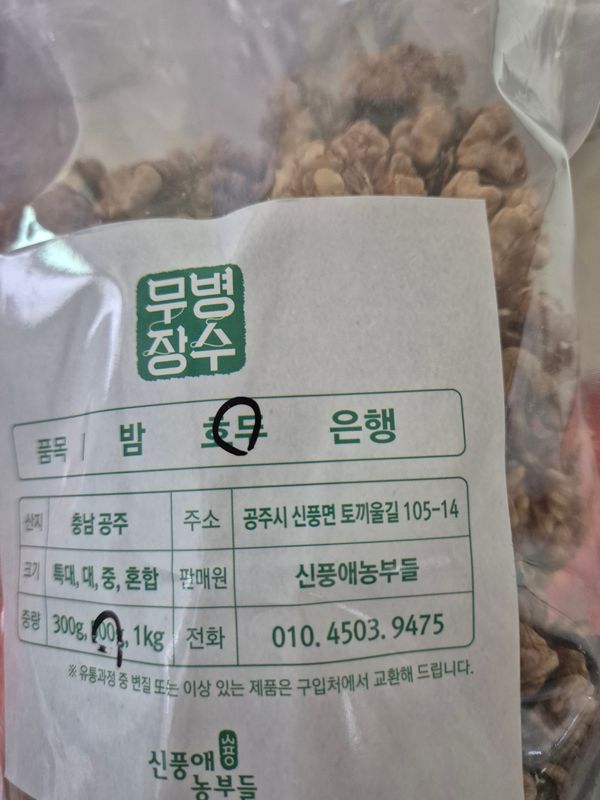 무병
장수
품목 | 밤 호두 은행
산지 충남 공주 주소 공주시 신풍면 토끼울길 105-14
크기 특대, 대, 중, 혼합 판매원 신풍애농부들
중량 300g, 1kg 전화 010. 4503. 9475
※ 유통과정 중 변질 또는 이상 있는 제품은 구입처에서 교환해 드립니다.
신풍애
농부들